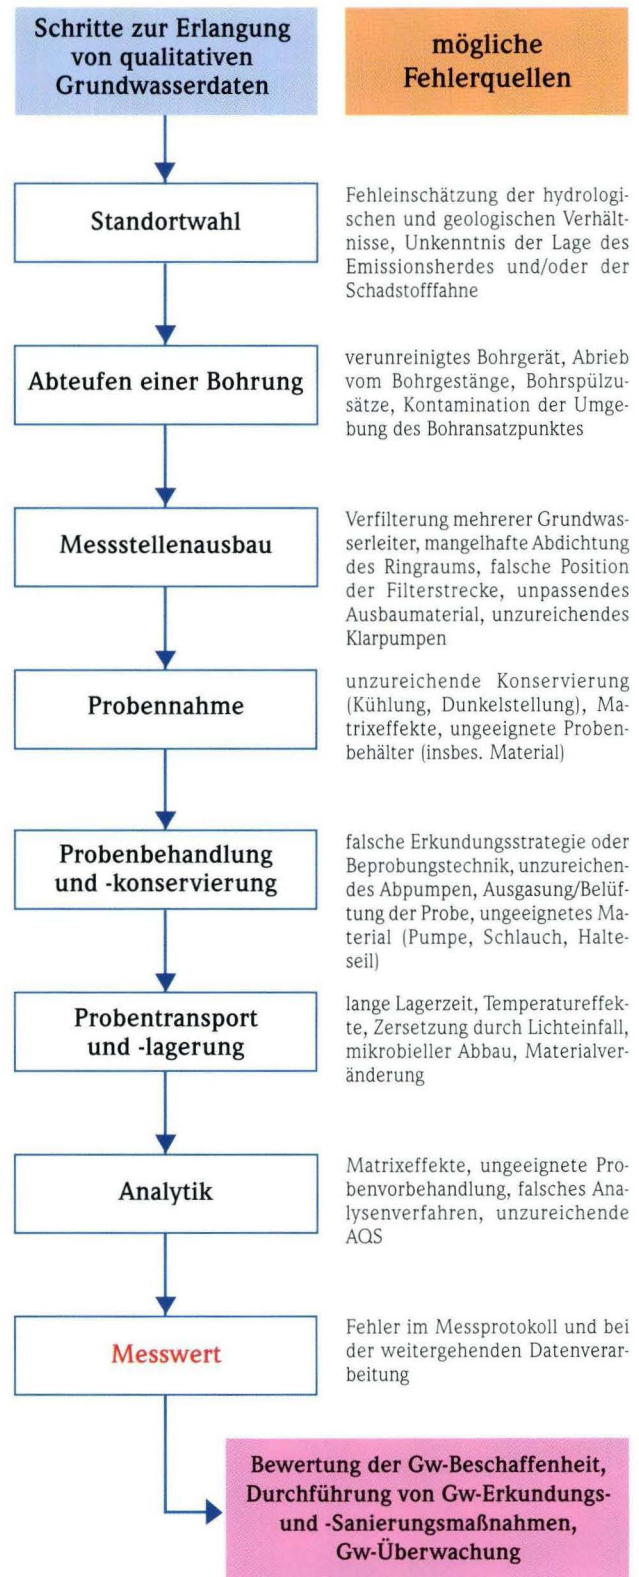 Schritte zur Erlangung
von qualitativen
Grundwasserdaten
mögliche
Fehlerquellen
Standortwahl
Fehleinschätzung der hydrologi-
schen und geologischen Verhält-
nisse, Unkenntnis der Lage des
Emissionsherdes und/oder der
Schadstofffahne
Abteufen einer Bohrung
verunreinigtes Bohrgerät, Abrieb
vom Bohrgestänge, Bohrspülzu-
sätze, Kontamination der Umge-
bung des Bohransatzpunktes
Messstellenausbau
Verfilterung mehrerer Grundwas-
serleiter, mangelhafte Abdichtung
des Ringraums, falsche Position
der Filterstrecke, unpassendes
Ausbaumaterial, unzureichendes
Klarpumpen
Probennahme
unzureichende Konservierung
(Kühlung, Dunkelstellung), Ma-
trixeffekte, ungeeignete Proben-
behälter (insbes. Material)
Probenbehandlung
und -konservierung
falsche Erkundungsstrategie oder
Beprobungstechnik, unzureichen-
des Abpumpen, Ausgasung/Belüf-
tung der Probe, ungeeignetes Ma-
terial (Pumpe, Schlauch, Halte-
seil)
Probentransport
und -lagerung
lange Lagerzeit, Temperatureffek-
te, Zersetzung durch Lichteinfall,
mikrobieller Abbau, Materialver-
änderung
Analytik
Matrixeffekte, ungeeignete Pro-
benvorbehandlung, falsches Ana-
lysenverfahren, unzureichende
AQS
Messwert
Fehler im Messprotokoll und bei
der weitergehenden Datenverar-
beitung
Bewertung der Gw-Beschaffenheit,
Durchführung von Gw-Erkundungs-
und -Sanierungsmaßnahmen,
Gw-Überwachung